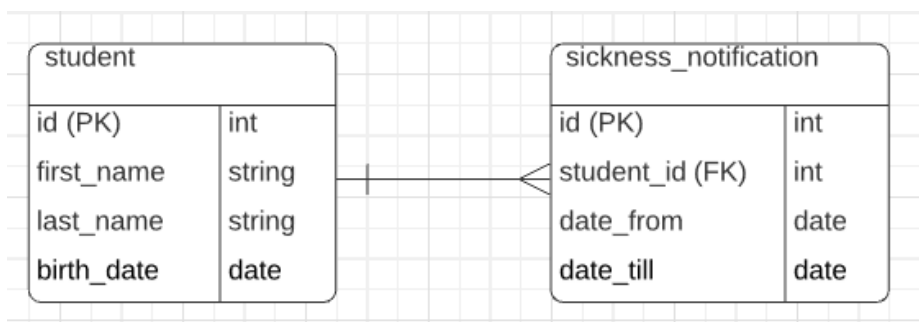 student
id (PK) int
first_name string
last_name string
birth_date date
sickness_notification
id (PK) int
student_id (FK) int
date_from date
date_till date